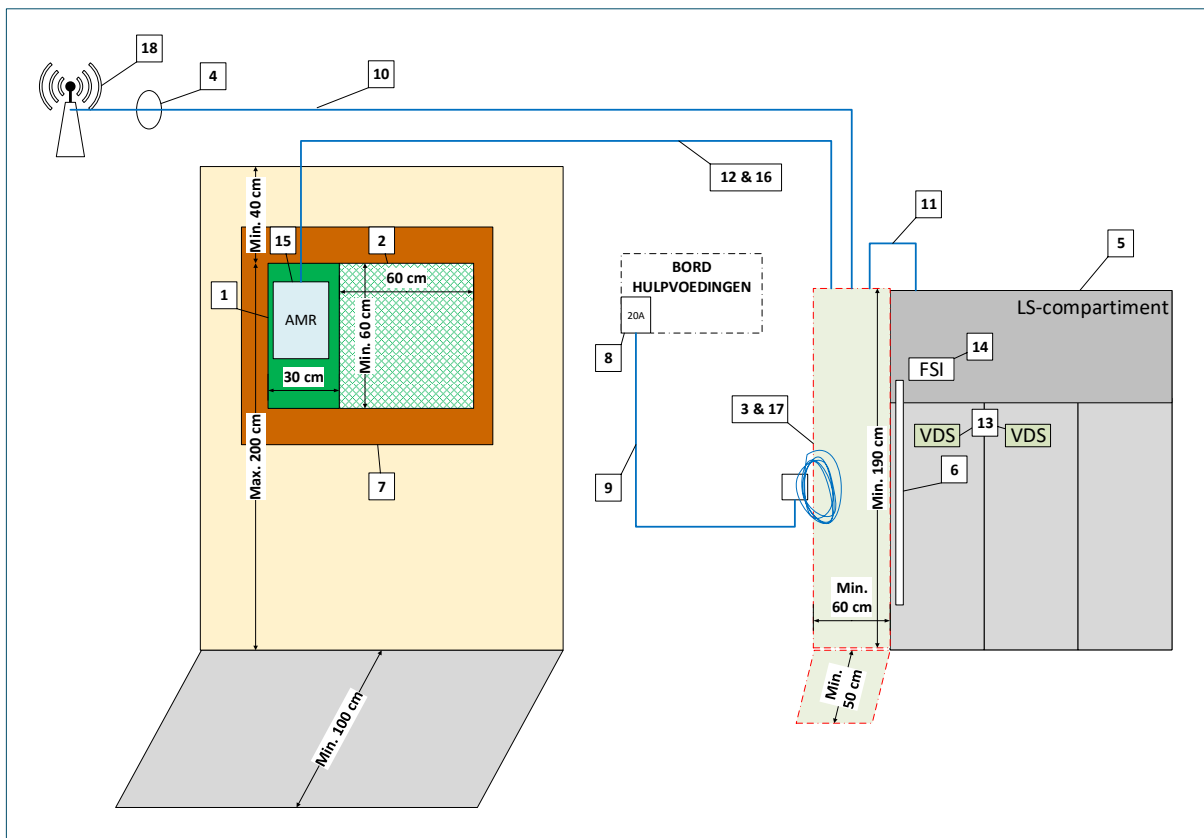 18
4
10
12 & 16
11
5
Min. 40 cm
15
2
60 cm
1
AMR
Min. 60 cm
30 cm
Max. 200 cm
7
Min. 100 cm
BORD
HULPVOEDINGEN
20A
8
9
3 & 17
LS-compartiment
14
FSI
13
VDS
VDS
6
Min. 190 cm
Min.
60 cm
Min.
50 cm